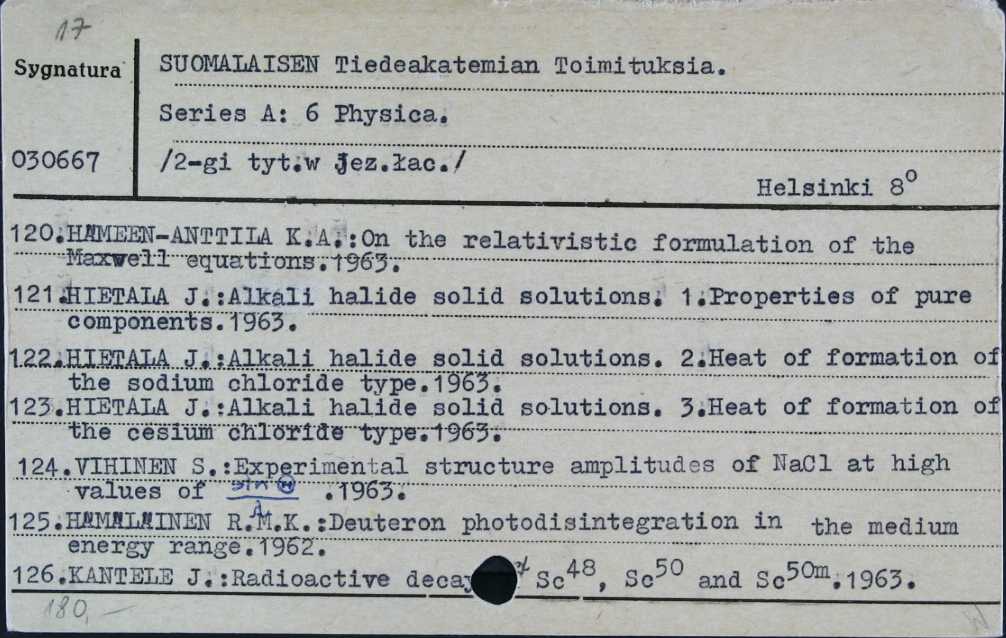 17
Sygnatura
SUOMALAISEN Tiedeakatemian Toimituksia.
Series A: 6 Physica.
030667
/2-gi tyt.w Jez.łac./
Helsinki 8⁰
120.HÄMEEN-ANTTILA K.A.:On the relativistic formulation of the
Maxwell equations.1963.
121.HIETALA J.:Alkali halide solid solutions. 1.Properties of pure
components.1963.
122.HIETALA J.:Alkali halide solid solutions. 2.Heat of formation of
the sodium chloride type.1963.
123.HIETALA J.:Alkali halide solid solutions. 3.Heat of formation of
the cesium chloride type.1963.
124.VIHINEN S.:Experimental structure amplitudes of NaCl at high
values of sin Θ / λ .1963.
125.HÄMÄLÄINEN R.M.K.:Deuteron photodisintegration in the medium
energy range.1962.
126.KANTELE J.:Radioactive decay Sc⁴⁸, Sc⁵⁰ and Sc⁵⁰ᵐ.1963.
180,-
W